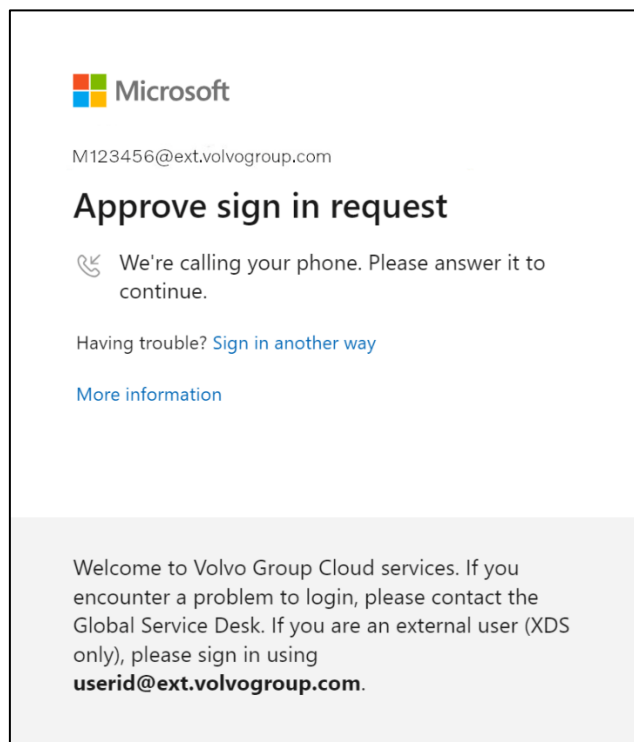 Microsoft
M123456@ext.volvogroup.com
Approve sign in request
We're calling your phone. Please answer it to
continue.
Having trouble? Sign in another way
More information
Welcome to Volvo Group Cloud services. If you
encounter a problem to login, please contact the
Global Service Desk. If you are an external user (XDS
only), please sign in using
userid@ext.volvogroup.com.